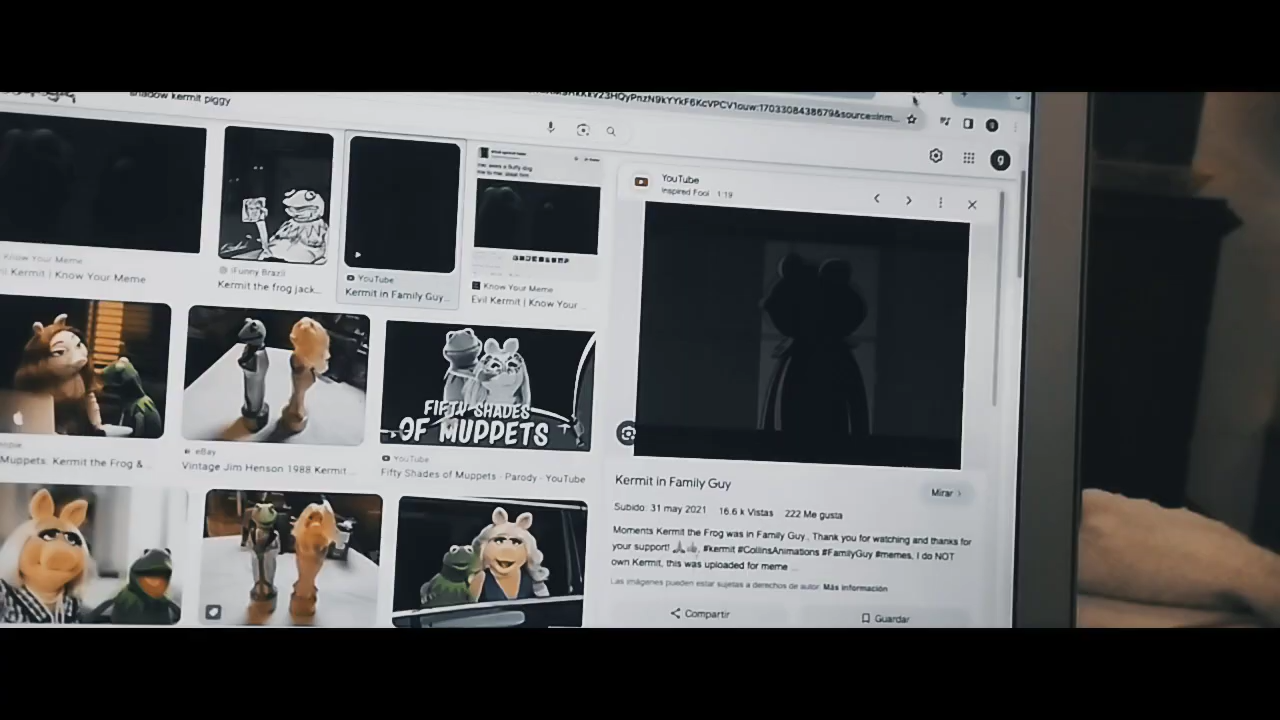 shadow kermit piggy
Know Your Meme
Kermit | Know Your Meme
iFunny Brazil
Kermit the frog jack...
YouTube
Kermit in Family Guy...
Know Your Meme
Evil Kermit | Know Your ...
Muppets: Kermit the Frog & ...
eBay
Vintage Jim Henson 1988 Kermit...
FIFTY SHADES
OF MUPPETS
YouTube
Fifty Shades of Muppets - Parody - YouTube
g
YouTube
Inspired Fool · 1:19
Kermit in Family Guy
Mirar
Subido: 31 may 2021 16.6 k Vistas 222 Me gusta
Moments Kermit the Frog was in Family Guy.. Thank you for watching and thanks for
your support! #kermit #CollinsAnimations #FamilyGuy #memes, I do NOT
own Kermit, this was uploaded for meme ...
Las imágenes pueden estar sujetas a derechos de autor. Más información
Compartir
Guardar